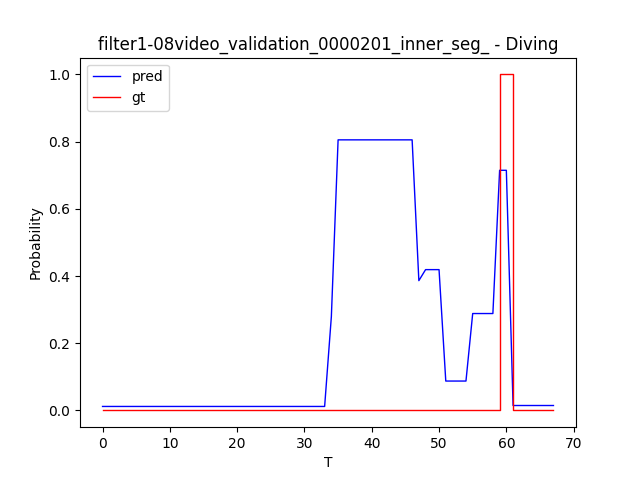 filter1-08video_validation_0000201_inner_seg_ - Diving
pred
gt
1.0
0.8
0.6
0.4
0.2
0.0
Probability
0 10 20 30 40 50 60 70
T